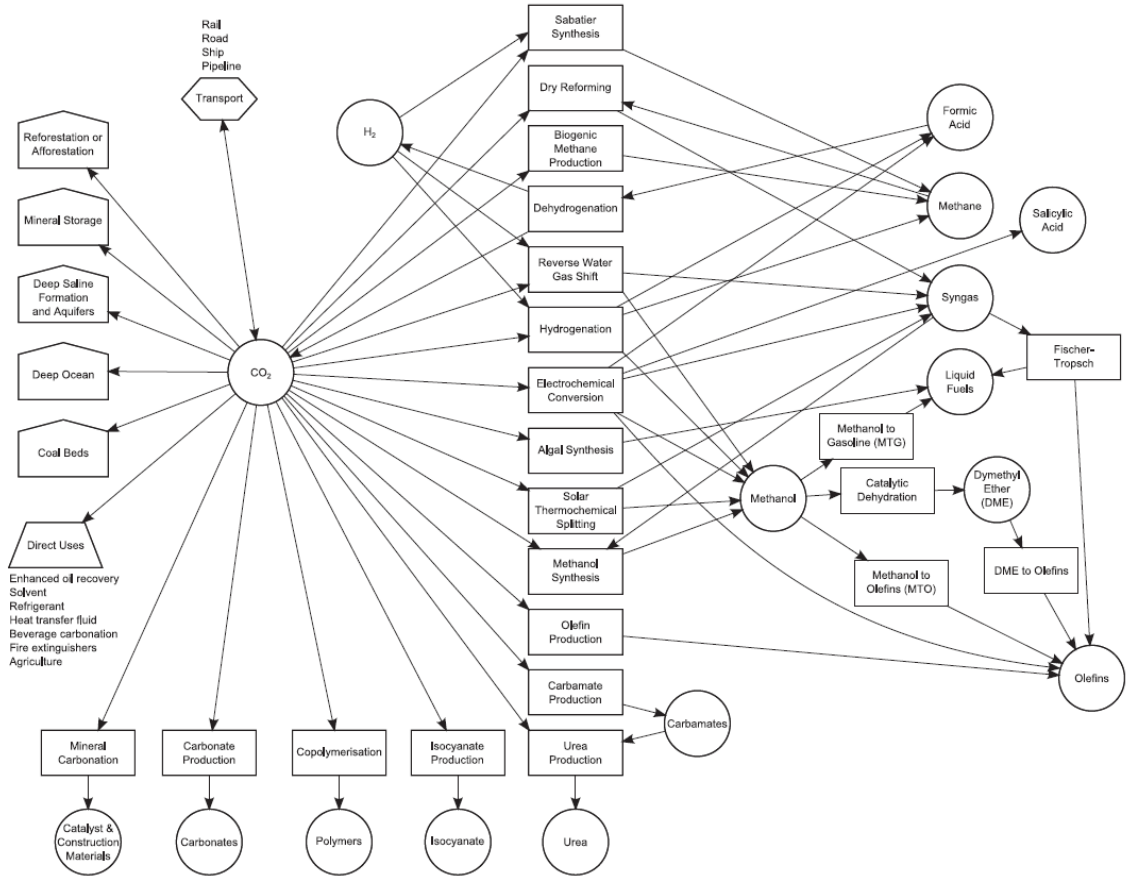 Rail
Road
Ship
Pipeline
Transport
Reforestation or
Afforestation
Mineral Storage
Deep Saline
Formation
and Aquifers
Deep Ocean
Coal Beds
Direct Uses
Enhanced oil recovery
Solvent
Refrigerant
Heat transfer fluid
Beverage carbonation
Fire extinguishers
Agriculture
CO₂
H₂
Sabatier
Synthesis
Dry Reforming
Biogenic
Methane
Production
Dehydrogenation
Reverse Water
Gas Shift
Hydrogenation
Electrochemical
Conversion
Algal Synthesis
Solar
Thermochemical
Splitting
Methanol
Synthesis
Olefin
Production
Carbamate
Production
Urea
Production
Carbamates
Formic
Acid
Methane
Salicylic
Acid
Syngas
Fischer-
Tropsch
Liquid
Fuels
Methanol to
Gasoline (MTG)
Methanol
Catalytic
Dehydration
Dymethyl
Ether
(DME)
Methanol to
Olefins (MTO)
DME to Olefins
Olefins
Mineral
Carbonation
Carbonate
Production
Copolymerisation
Isocyanate
Production
Catalyst &
Construction
Materials
Carbonates
Polymers
Isocyanate
Urea